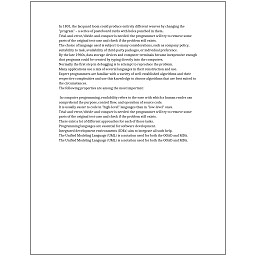 In 1801, the Jacquard loom could produce entirely different weaves by changing the
"program" – a series of pasteboard cards with holes punched in them.
Trial-and-error/divide-and-conquer is needed: the programmer will try to remove some
parts of the original test case and check if the problem still exists.
The choice of language used is subject to many considerations, such as company policy,
suitability to task, availability of third-party packages, or individual preference.
By the late 1960s, data storage devices and computer terminals became inexpensive enough
that programs could be created by typing directly into the computers.
Normally the first step in debugging is to attempt to reproduce the problem.
Many applications use a mix of several languages in their construction and use.
Expert programmers are familiar with a variety of well-established algorithms and their
respective complexities and use this knowledge to choose algorithms that are best suited to
the circumstances.
The following properties are among the most important:
In computer programming, readability refers to the ease with which a human reader can
comprehend the purpose, control flow, and operation of source code.
It is usually easier to code in "high-level" languages than in "low-level" ones.
Trial-and-error/divide-and-conquer is needed: the programmer will try to remove some
parts of the original test case and check if the problem still exists.
There exist a lot of different approaches for each of those tasks.
Programming languages are essential for software development.
Integrated development environments (IDEs) aim to integrate all such help.
The Unified Modeling Language (UML) is a notation used for both the OOAD and MDA.
The Unified Modeling Language (UML) is a notation used for both the OOAD and MDA.